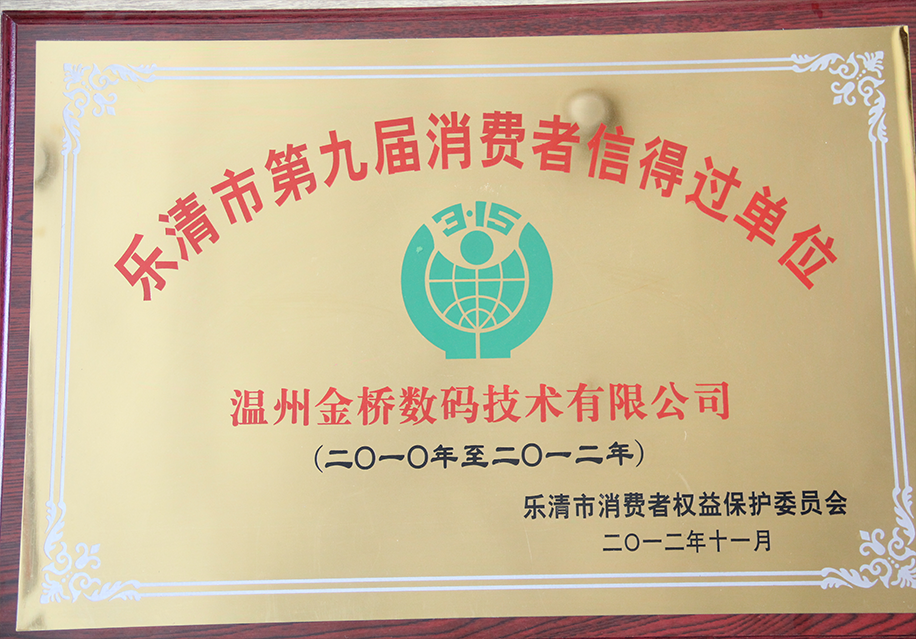 乐清市第九届消费者信得过单位
3·15
温州金桥数码技术有限公司
（二〇一〇年至二〇一二年）
乐清市消费者权益保护委员会
二〇一二年十一月